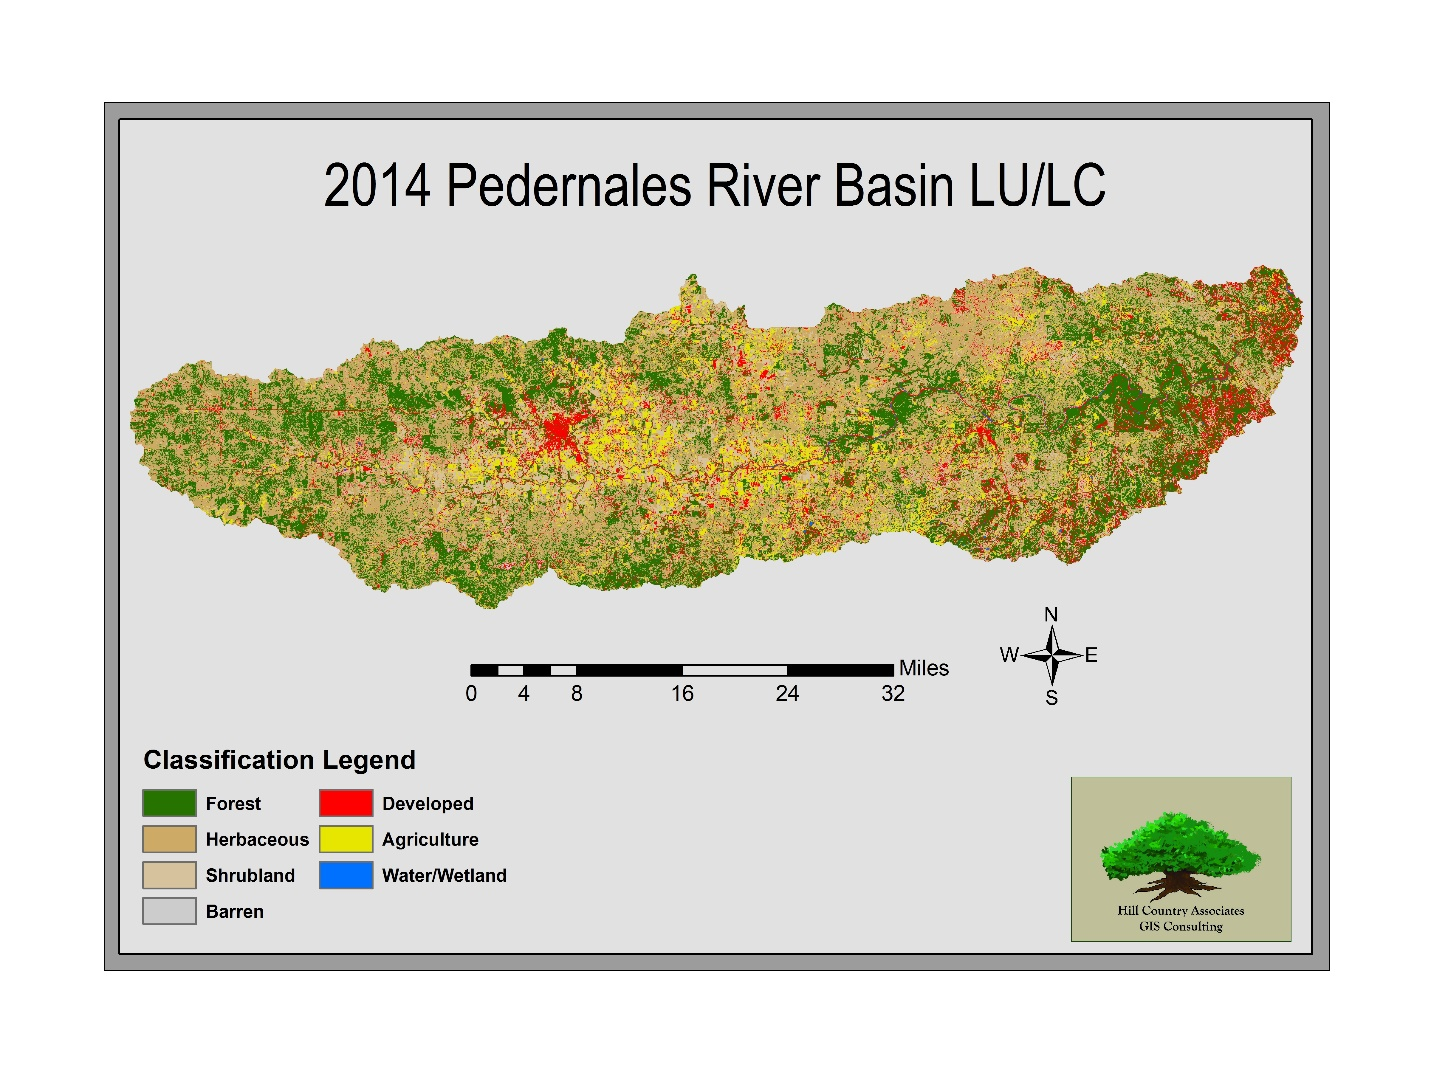 2014 Pedernales River Basin LU/LC
N
W E
S
Miles
0 4 8 16 24 32
Classification Legend
Forest
Herbaceous
Shrubland
Barren
Developed
Agriculture
Water/Wetland
Hill Country Associates
GIS Consulting